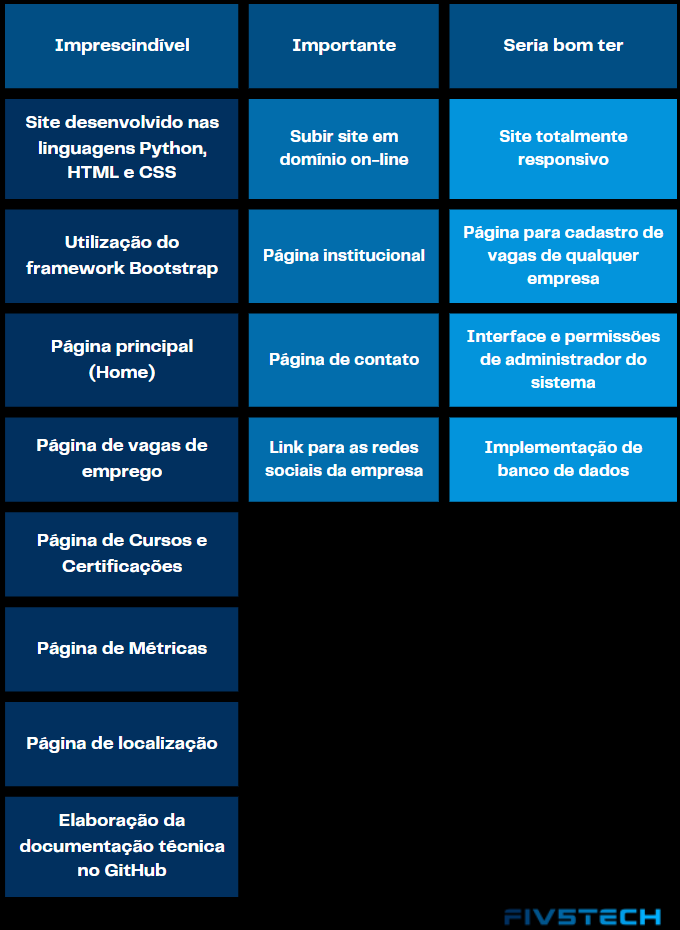 Imprescindível
Importante
Seria bom ter
Site desenvolvido nas
linguagens Python,
HTML e CSS
Subir site em
domínio on-line
Site totalmente
responsivo
Utilização do
framework Bootstrap
Página institucional
Página para cadastro de
vagas de qualquer
empresa
Página principal
(Home)
Página de contato
Interface e permissões
de administrador do
sistema
Página de vagas de
emprego
Link para as redes
sociais da empresa
Implementação de
banco de dados
Página de Cursos e
Certificações
Página de Métricas
Página de localização
Elaboração da
documentação técnica
no GitHub
FIV5TECH